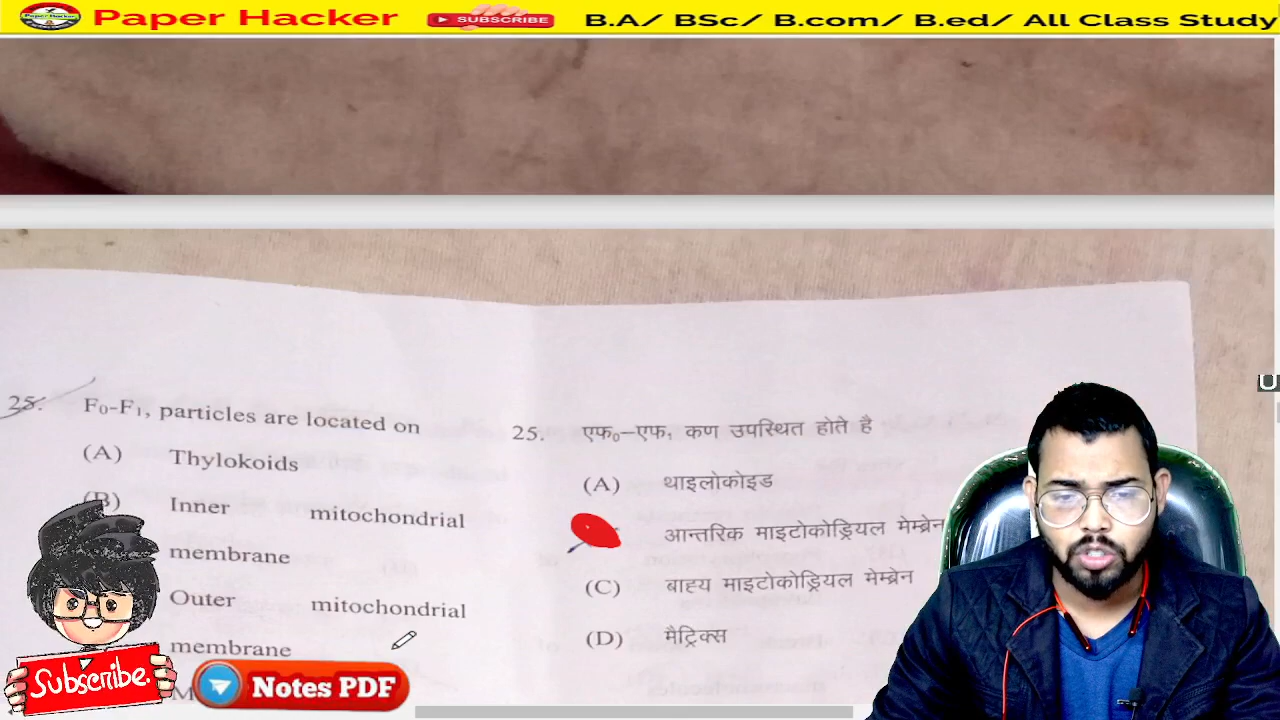 Paper Hacker
SUBSCRIBE
B.A/ BSc/ B.com/ B.ed/ All Class Study
25. F₀-F₁, particles are located on
(A) Thylokoids
(B) Inner mitochondrial
membrane
Outer mitochondrial
membrane
M
25. एफ₀–एफ₁ कण उपस्थित होते है
(A) थाइलोकोइड
आन्तरिक माइटोकोड्रियल मेम्ब्रेन
(C) बाह्य माइटोकोड्रियल मेम्ब्रेन
(D) मैट्रिक्स
U
Subscribe.
Notes PDF